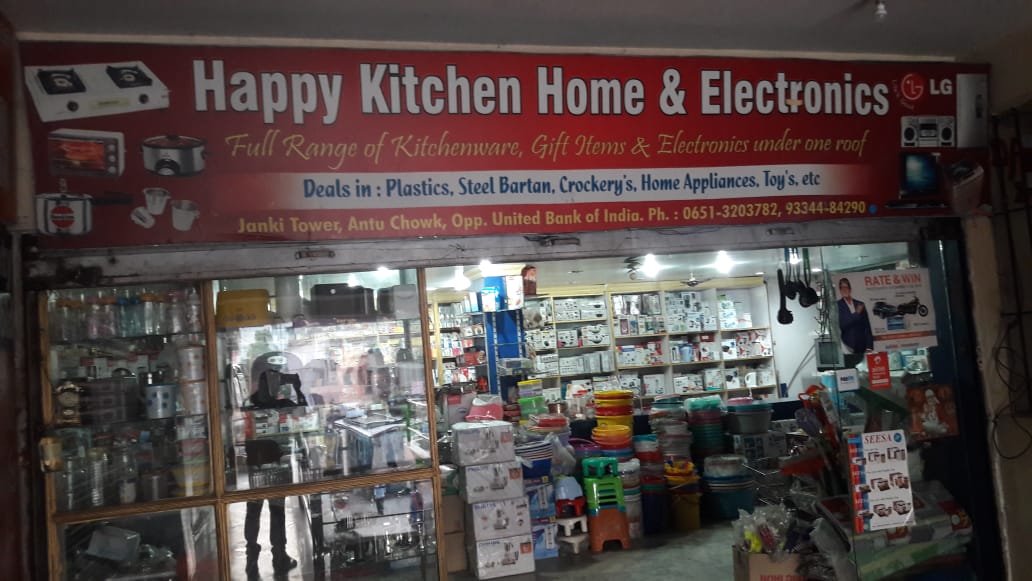 Happy Kitchen Home & Electronics
LG
Full Range of Kitchenware, Gift Items & Electronics under one roof
Deals in : Plastics, Steel Bartan, Crockery's, Home Appliances, Toy's, etc
Janki Tower, Antu Chowk, Opp. United Bank of India. Ph. : 0651-3203782, 93344-84290
RATE & WIN
airtel
SEESA